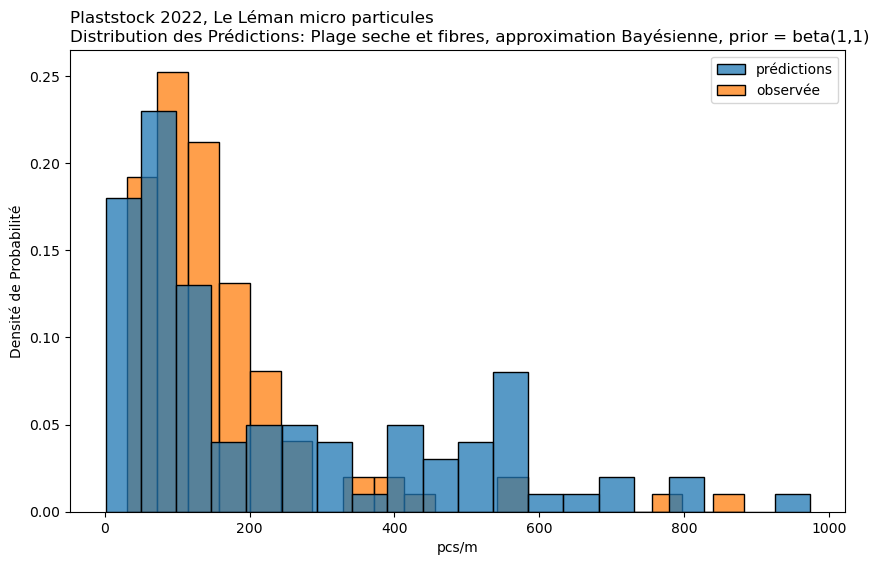 Plaststock 2022, Le Léman micro particules
Distribution des Prédictions: Plage seche et fibres, approximation Bayésienne, prior = beta(1,1)
prédictions
observée
Densité de Probabilité
0.25
0.20
0.15
0.10
0.05
0.00
0
200
400
600
800
1000
pcs/m